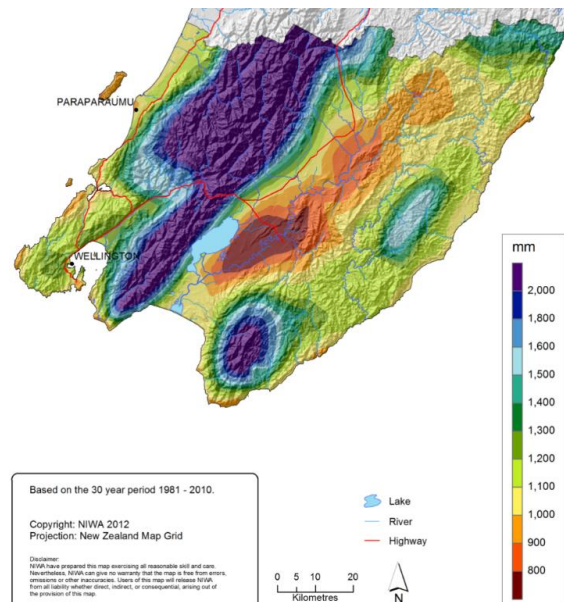 PARAPARAUMU
WELLINGTON
mm
2,000
1,800
1,600
1,500
1,400
1,300
1,200
1,100
1,000
900
800
Based on the 30 year period 1981 - 2010.
Copyright: NIWA 2012
Projection: New Zealand Map Grid
Disclaimer:
NIWA have prepared this map exercising all reasonable skill and care.
Nevertheless, NIWA can give no warranty that the map is free from errors,
omissions or other inaccuracies. Users of this map will release NIWA
from all liability whether direct, indirect, or consequential, arising out of
the provision of this map.
Lake
River
Highway
0 5 10 20
Kilometres
N